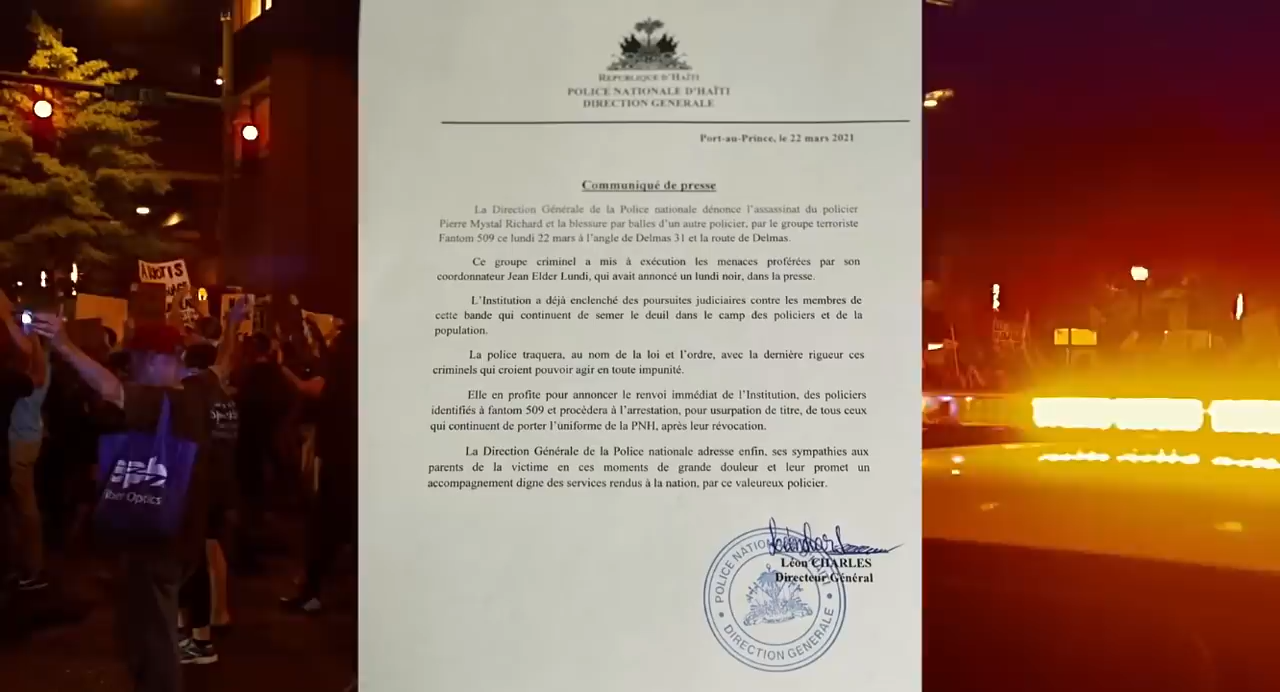 REPUBLIQUE D'HAÏTI
POLICE NATIONALE D'HAÏTI
DIRECTION GENERALE
Port-au-Prince, le 22 mars 2021
Communiqué de presse
La Direction Générale de la Police nationale dénonce l'assassinat du policier
Pierre Mystal Richard et la blessure par balles d'un autre policier, par le groupe terroriste
Fantom 509 ce lundi 22 mars à l'angle de Delmas 31 et la route de Delmas.
Ce groupe criminel a mis à exécution les menaces proférées par son
coordonnateur Jean Elder Lundi, qui avait annoncé un lundi noir, dans la presse.
L'Institution a déjà enclenché des poursuites judiciaires contre les membres de
cette bande qui continuent de semer le deuil dans le camp des policiers et de la
population.
La police traquera, au nom de la loi et l'ordre, avec la dernière rigueur ces
criminels qui croient pouvoir agir en toute impunité.
Elle en profite pour annoncer le renvoi immédiat de l'Institution, des policiers
identifiés à fantom 509 et procèdera à l'arrestation, pour usurpation de titre, de tous ceux
qui continuent de porter l'ùniforme de la PNH, après leur révocation.
La Direction Générale de la Police nationale adresse enfin, ses sympathies aux
parents de la victime en ces moments de grande douleur et leur promet un
accompagnement digne des services rendus à la nation, par ce valeureux policier.
Léon CHARLES
Directeur Général
POLICE NATIONALE D'HAITI
DIRECTION GENERALE
Optics